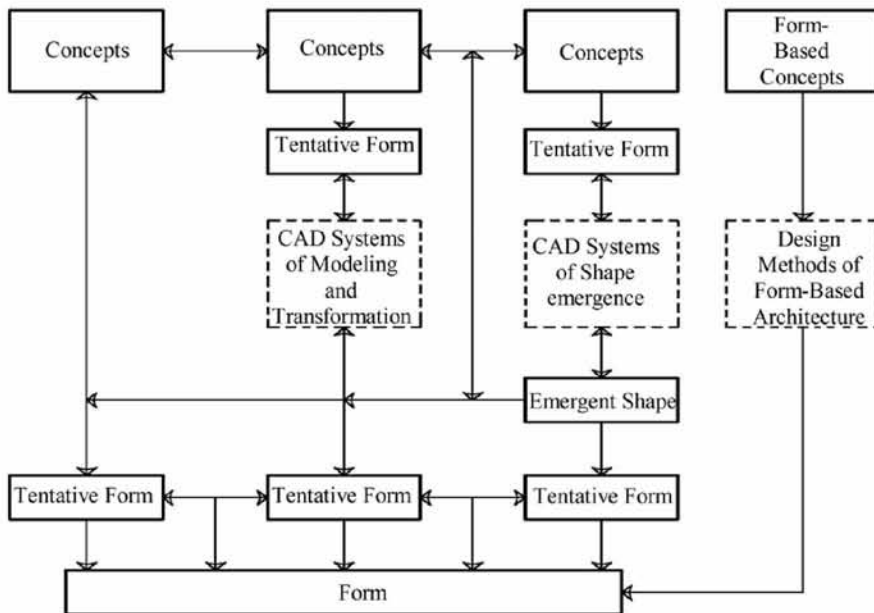 Concepts
Concepts
Concepts
Form-
Based
Concepts
Tentative Form
Tentative Form
CAD Systems
of Modeling
and
Transformation
CAD Systems
of Shape
emergence
Design
Methods of
Form-Based
Architecture
Emergent Shape
Tentative Form
Tentative Form
Tentative Form
Form